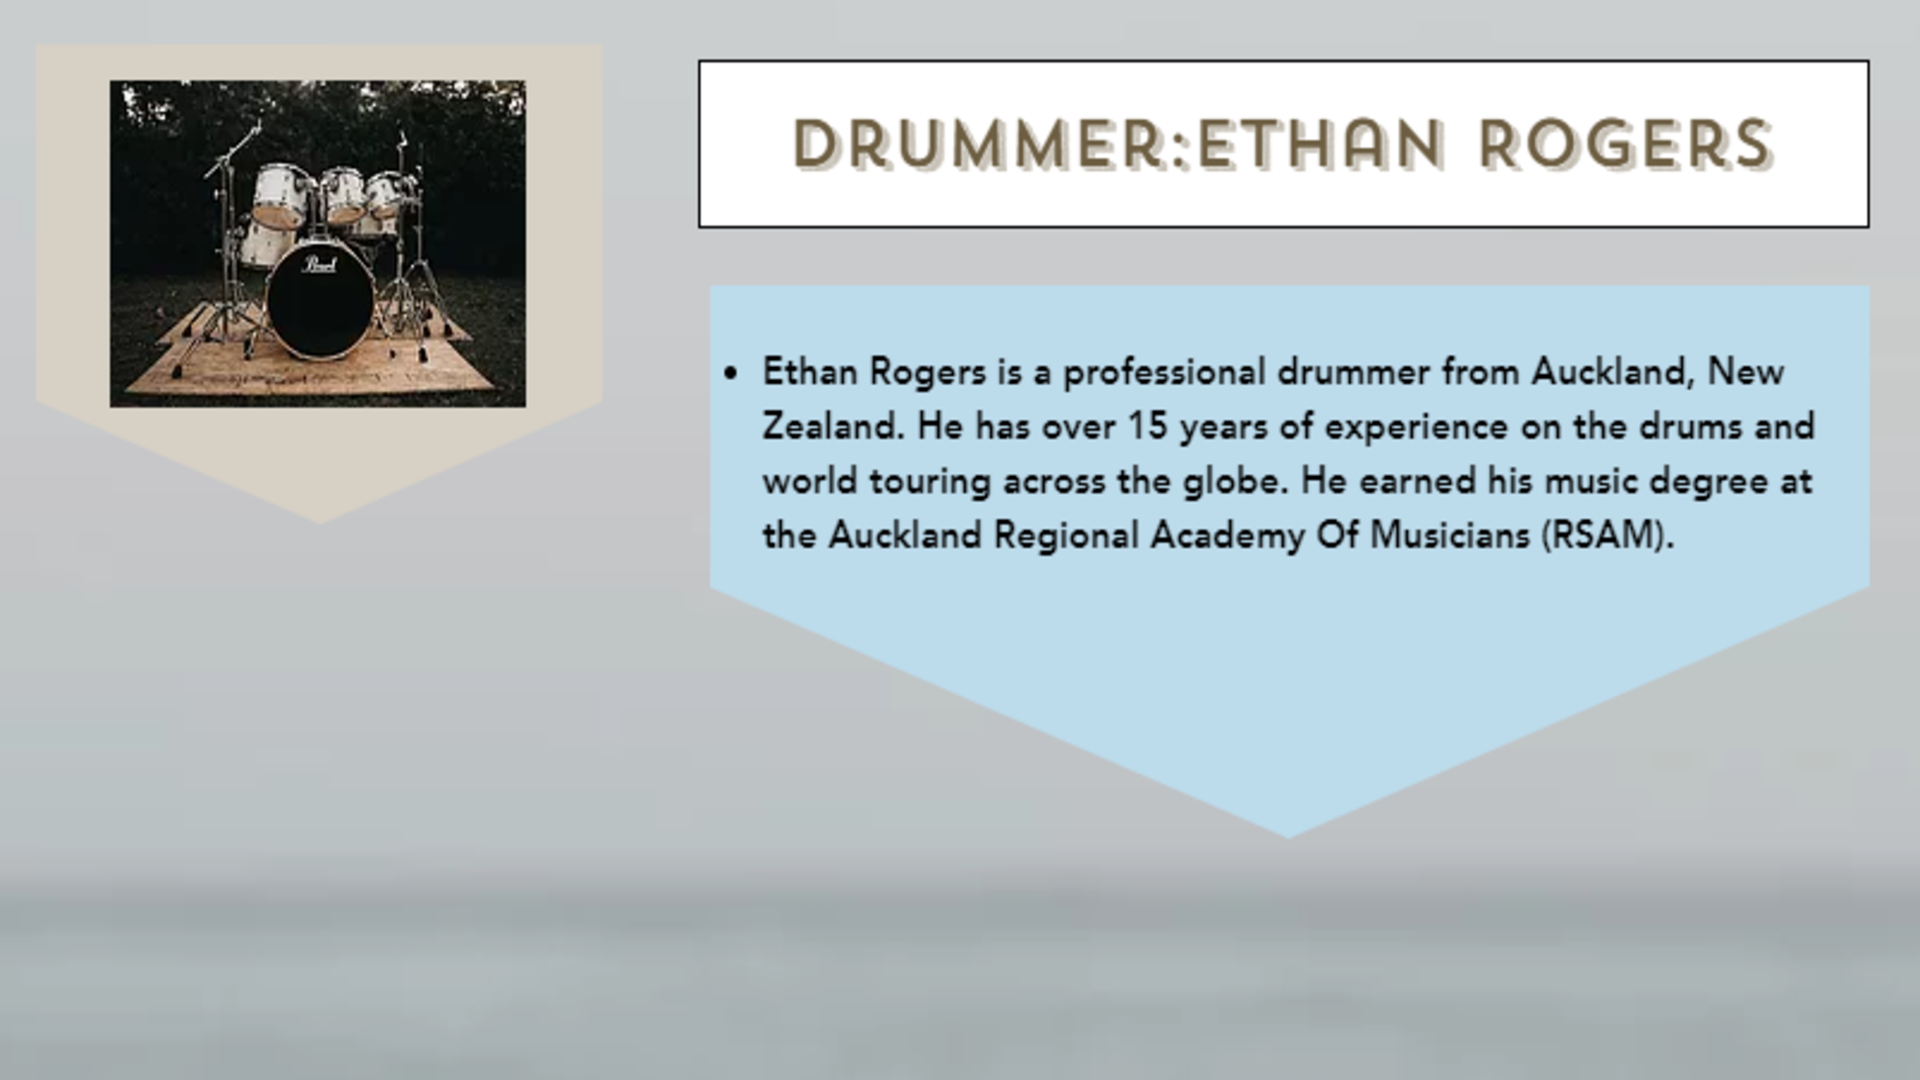 Pearl
DRUMMER:ETHAN ROGERS
• Ethan Rogers is a professional drummer from Auckland, New
Zealand. He has over 15 years of experience on the drums and
world touring across the globe. He earned his music degree at
the Auckland Regional Academy Of Musicians (RSAM).